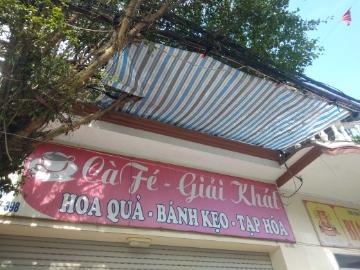 Cà Fé - Giải Khát
HOA QUẢ - BÁNH KẸO - TẠP HÓA